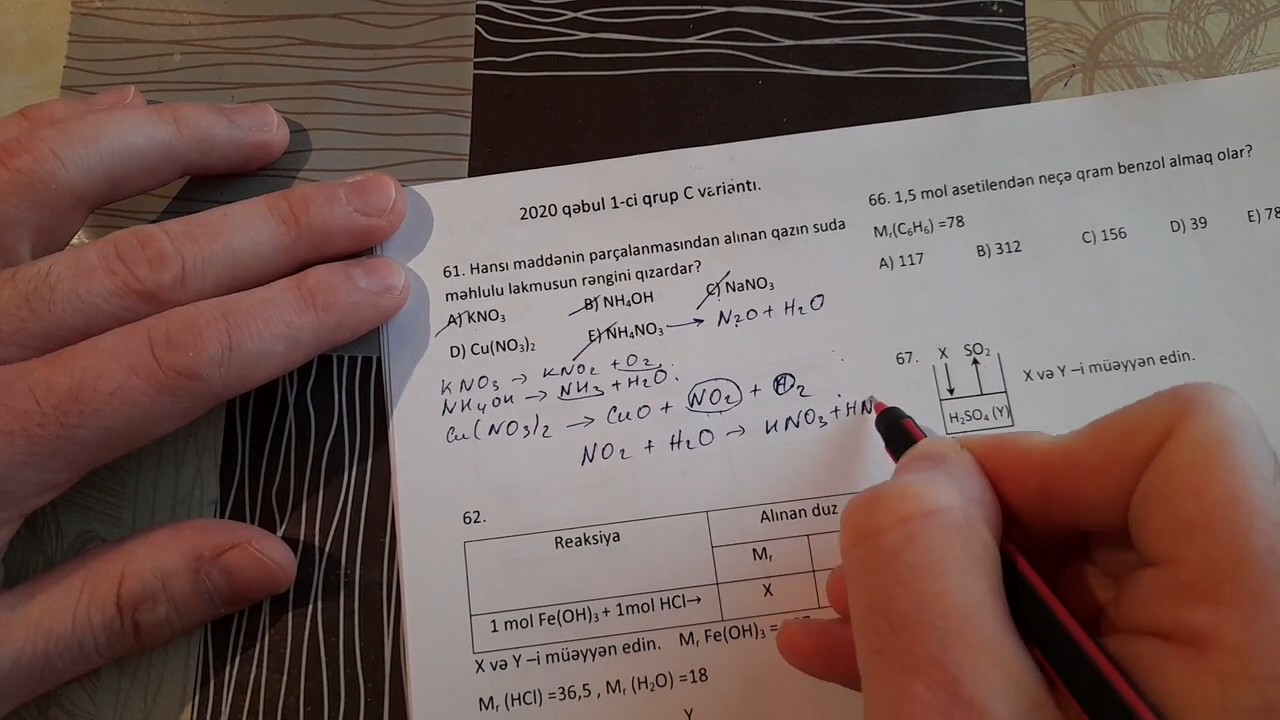 2020 qəbul 1-ci qrup C variantı.
61. Hansı maddənin parçalanmasından alınan qazın suda
məhlulu lakmusun rəngini qızardar?
A) KNO₃ B) NH₄OH C) NaNO₃
D) Cu(NO₃)₂ E) NH₄NO₃ → N₂O + H₂O
KNO₃ → KNO₂ + O₂
NH₄OH → NH₃ + H₂O.
Cu(NO₃)₂ → CuO + NO₂ + O₂
NO₂ + H₂O → HNO₃ + HN
62.
Reaksiya Alınan duz
Mᵣ
1 mol Fe(OH)₃ + 1mol HCl→ X
X və Y –i müəyyən edin. Mᵣ Fe(OH)₃ =
Mᵣ (HCl) =36,5 , Mᵣ (H₂O) =18
Y
66. 1,5 mol asetilendən neçə qram benzol almaq olar?
Mᵣ(C₆H₆) =78
A) 117 B) 312 C) 156 D) 39 E) 78
67. X SO₂
X və Y –i müəyyən edin.
H₂SO₄ (Y)